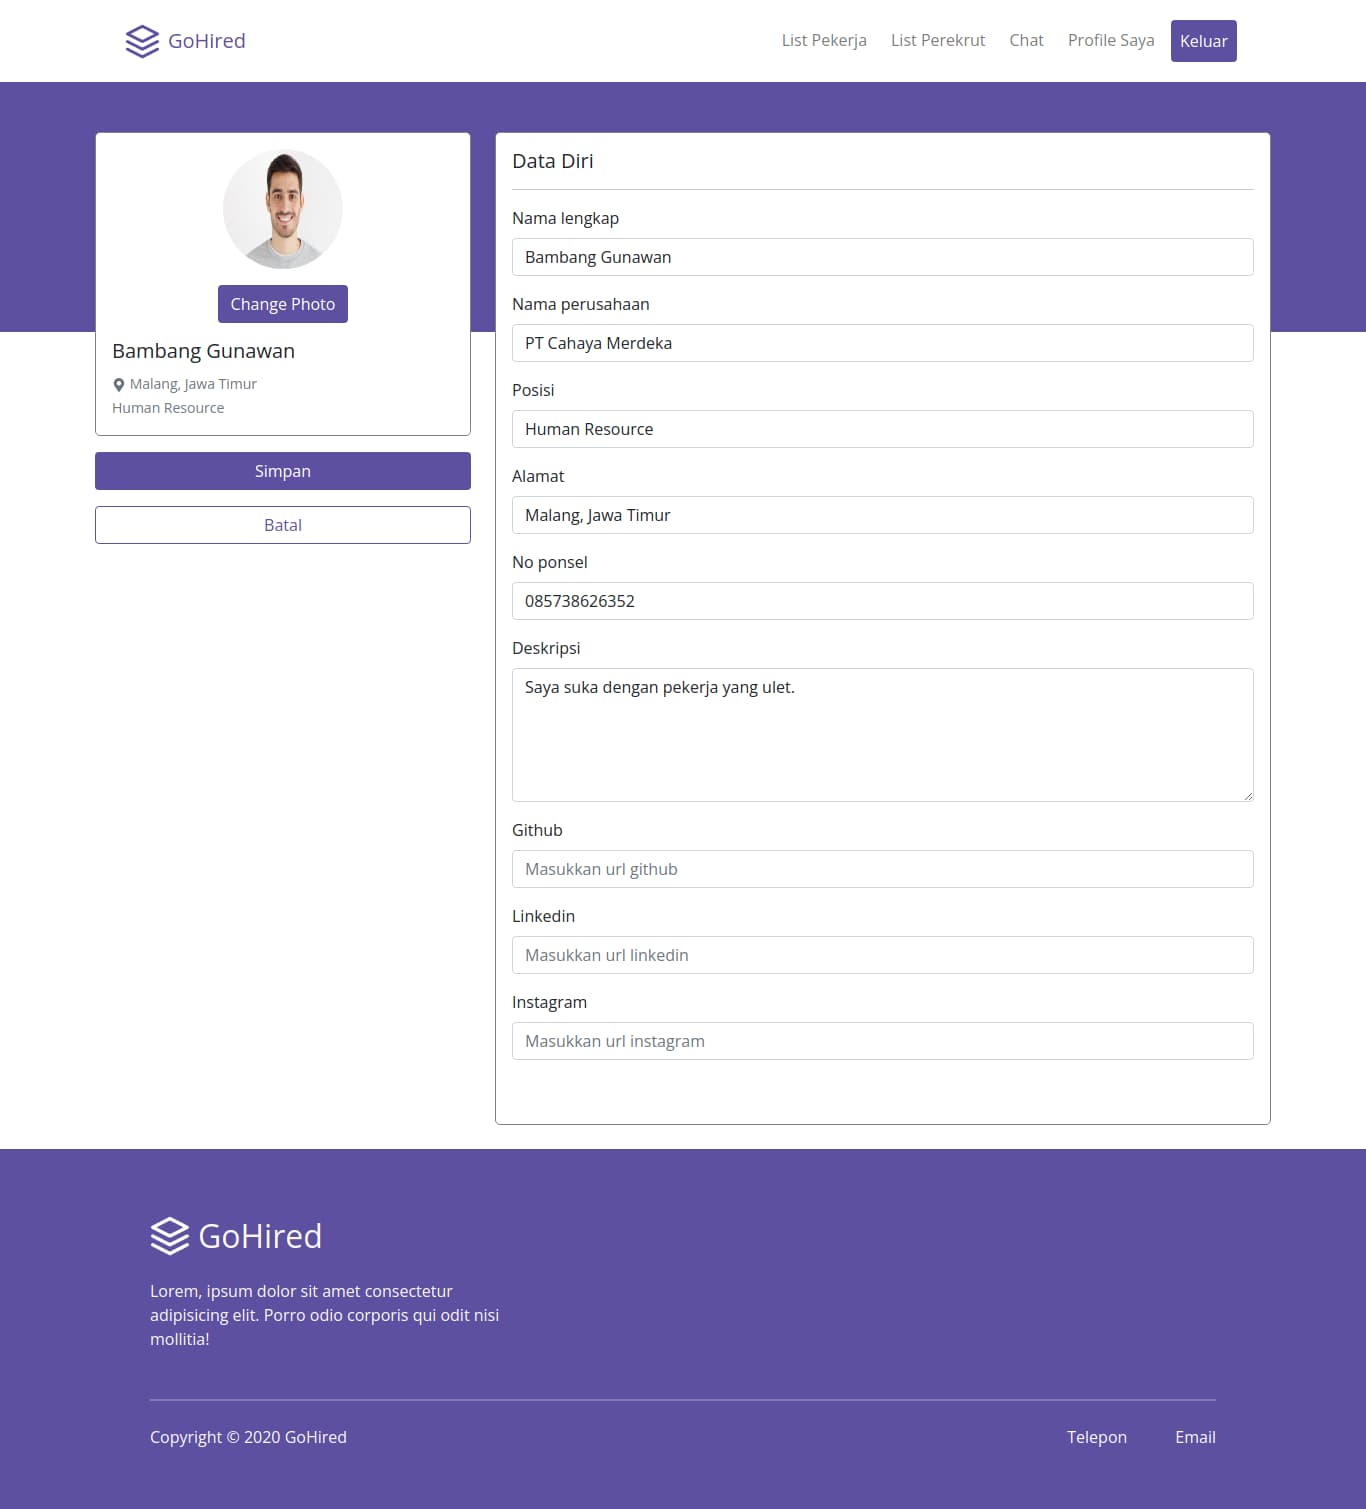 GoHired
List Pekerja
List Perekrut
Chat
Profile Saya
Keluar
Change Photo
Bambang Gunawan
Malang, Jawa Timur
Human Resource
Simpan
Batal
Data Diri
Nama lengkap
Bambang Gunawan
Nama perusahaan
PT Cahaya Merdeka
Posisi
Human Resource
Alamat
Malang, Jawa Timur
No ponsel
085738626352
Deskripsi
Saya suka dengan pekerja yang ulet.
Github
Masukkan url github
Linkedin
Masukkan url linkedin
Instagram
Masukkan url instagram
GoHired
Lorem, ipsum dolor sit amet consectetur
adipisicing elit. Porro odio corporis qui odit nisi
mollitia!
Copyright © 2020 GoHired
Telepon
Email